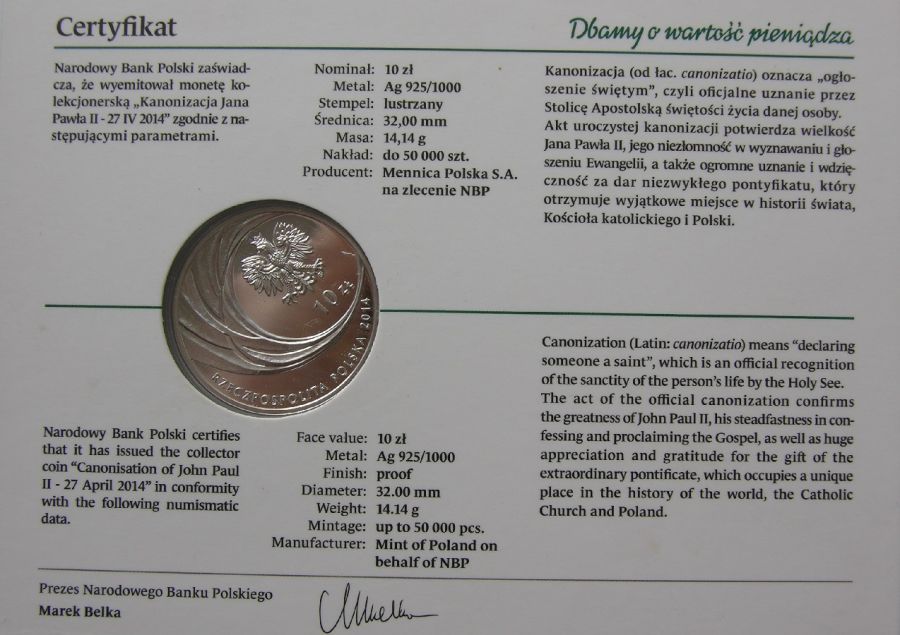 Certyfikat
Dbamy o wartość pieniądza
Narodowy Bank Polski zaświad-
cza, że wyemitował monetę ko-
lekcjonerską „Kanonizacja Jana
Pawła II - 27 IV 2014” zgodnie z na-
stępującymi parametrami.
Nominał: 10 zł
Metal: Ag 925/1000
Stempel: lustrzany
Średnica: 32,00 mm
Masa: 14,14 g
Nakład: do 50 000 szt.
Producent: Mennica Polska S.A.
na zlecenie NBP
Kanonizacja (od łac. canonizatio) oznacza „ogło-
szenie świętym”, czyli oficjalne uznanie przez
Stolicę Apostolską świętości życia danej osoby.
Akt uroczystej kanonizacji potwierdza wielkość
Jana Pawła II, jego niezłomność w wyznawaniu i gło-
szeniu Ewangelii, a także ogromne uznanie i wdzię-
czność za dar niezwykłego pontyfikatu, który
otrzymuje wyjątkowe miejsce w historii świata,
Kościoła katolickiego i Polski.
10 ZŁ
RZECZPOSPOLITA POLSKA 2014
Narodowy Bank Polski certifies
that it has issued the collector
coin “Canonisation of John Paul
II - 27 April 2014” in conformity
with the following numismatic
data.
Face value: 10 zł
Metal: Ag 925/1000
Finish: proof
Diameter: 32.00 mm
Weight: 14.14 g
Mintage: up to 50 000 pcs.
Manufacturer: Mint of Poland on
behalf of NBP
Canonization (Latin: canonizatio) means “declaring
someone a saint”, which is an official recognition
of the sanctity of the person’s life by the Holy See.
The act of the official canonization confirms
the greatness of John Paul II, his steadfastness in con-
fessing and proclaiming the Gospel, as well as huge
appreciation and gratitude for the gift of the
extraordinary pontificate, which occupies a unique
place in the history of the world, the Catholic
Church and Poland.
Prezes Narodowego Banku Polskiego
Marek Belka